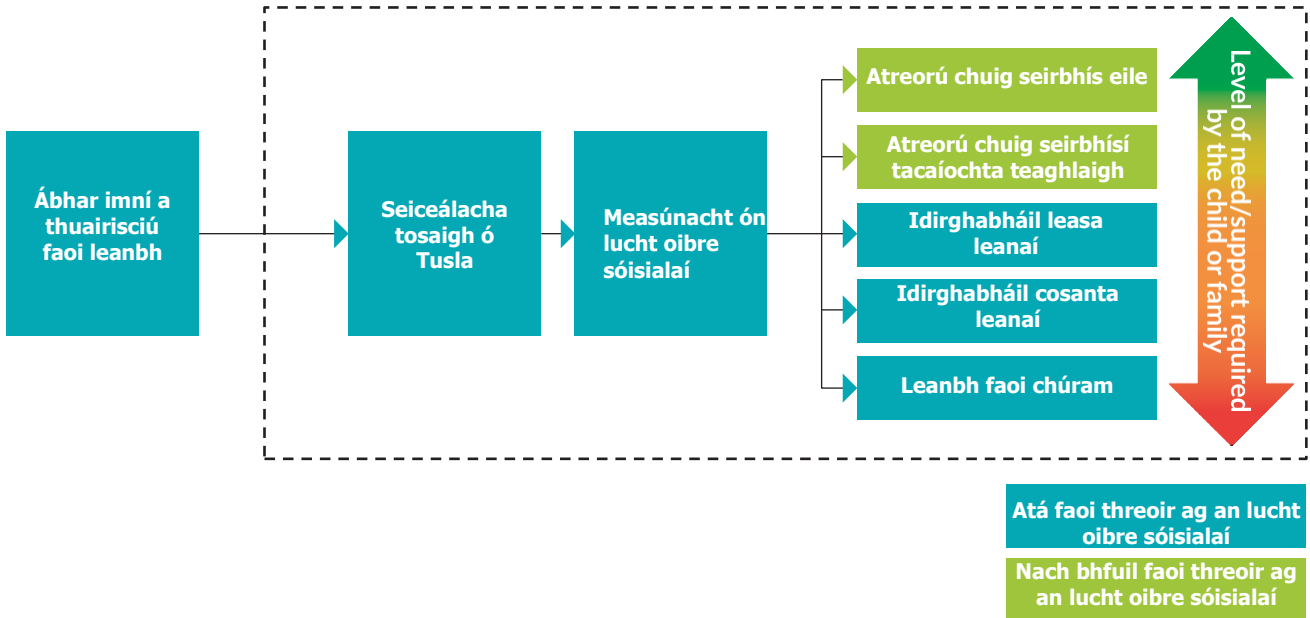 Ábhar imní a
thuairisciú
faoi leanbh
Seiceálacha
tosaigh ó
Tusla
Measúnacht ón
lucht oibre
sóisialaí
Atreorú chuig seirbhís eile
Atreorú chuig seirbhísí
tacaíochta teaghlaigh
Idirghabháil leasa
leanaí
Idirghabháil cosanta
leanaí
Leanbh faoi chúram
Level of need/support required
by the child or family
Atá faoi threoir ag an lucht
oibre sóisialaí
Nach bhfuil faoi threoir ag
an lucht oibre sóisialaí